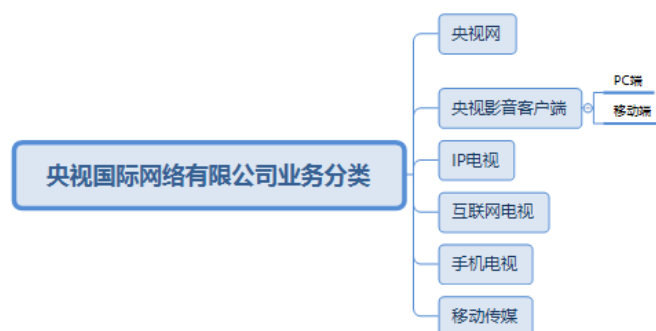 央视网
PC端
央视影音客户端
移动端
IP电视
央视国际网络有限公司业务分类
互联网电视
手机电视
移动传媒